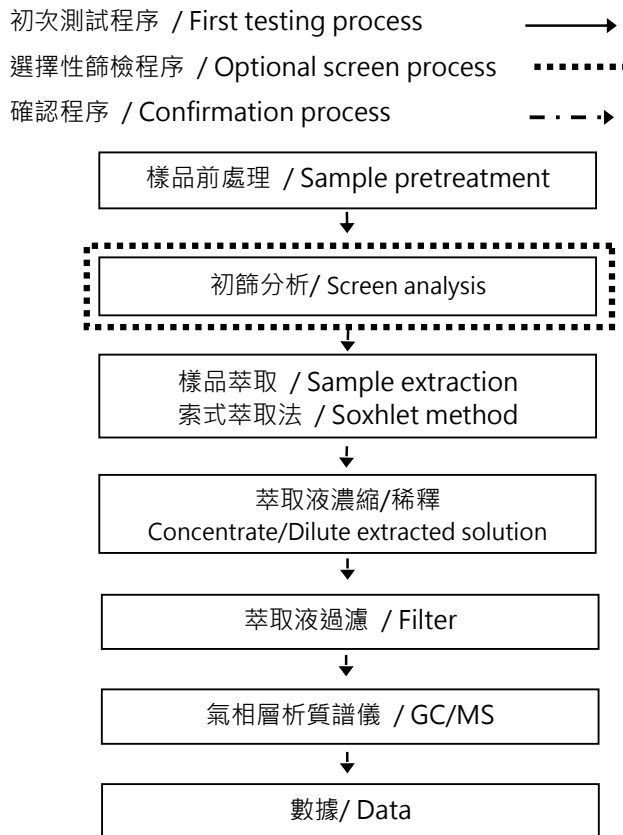 初次測試程序 / First testing process
選擇性篩檢程序 / Optional screen process
確認程序 / Confirmation process
樣品前處理 / Sample pretreatment
初篩分析/ Screen analysis
樣品萃取 / Sample extraction
索式萃取法 / Soxhlet method
萃取液濃縮/稀釋
Concentrate/Dilute extracted solution
萃取液過濾 / Filter
氣相層析質譜儀 / GC/MS
數據/ Data